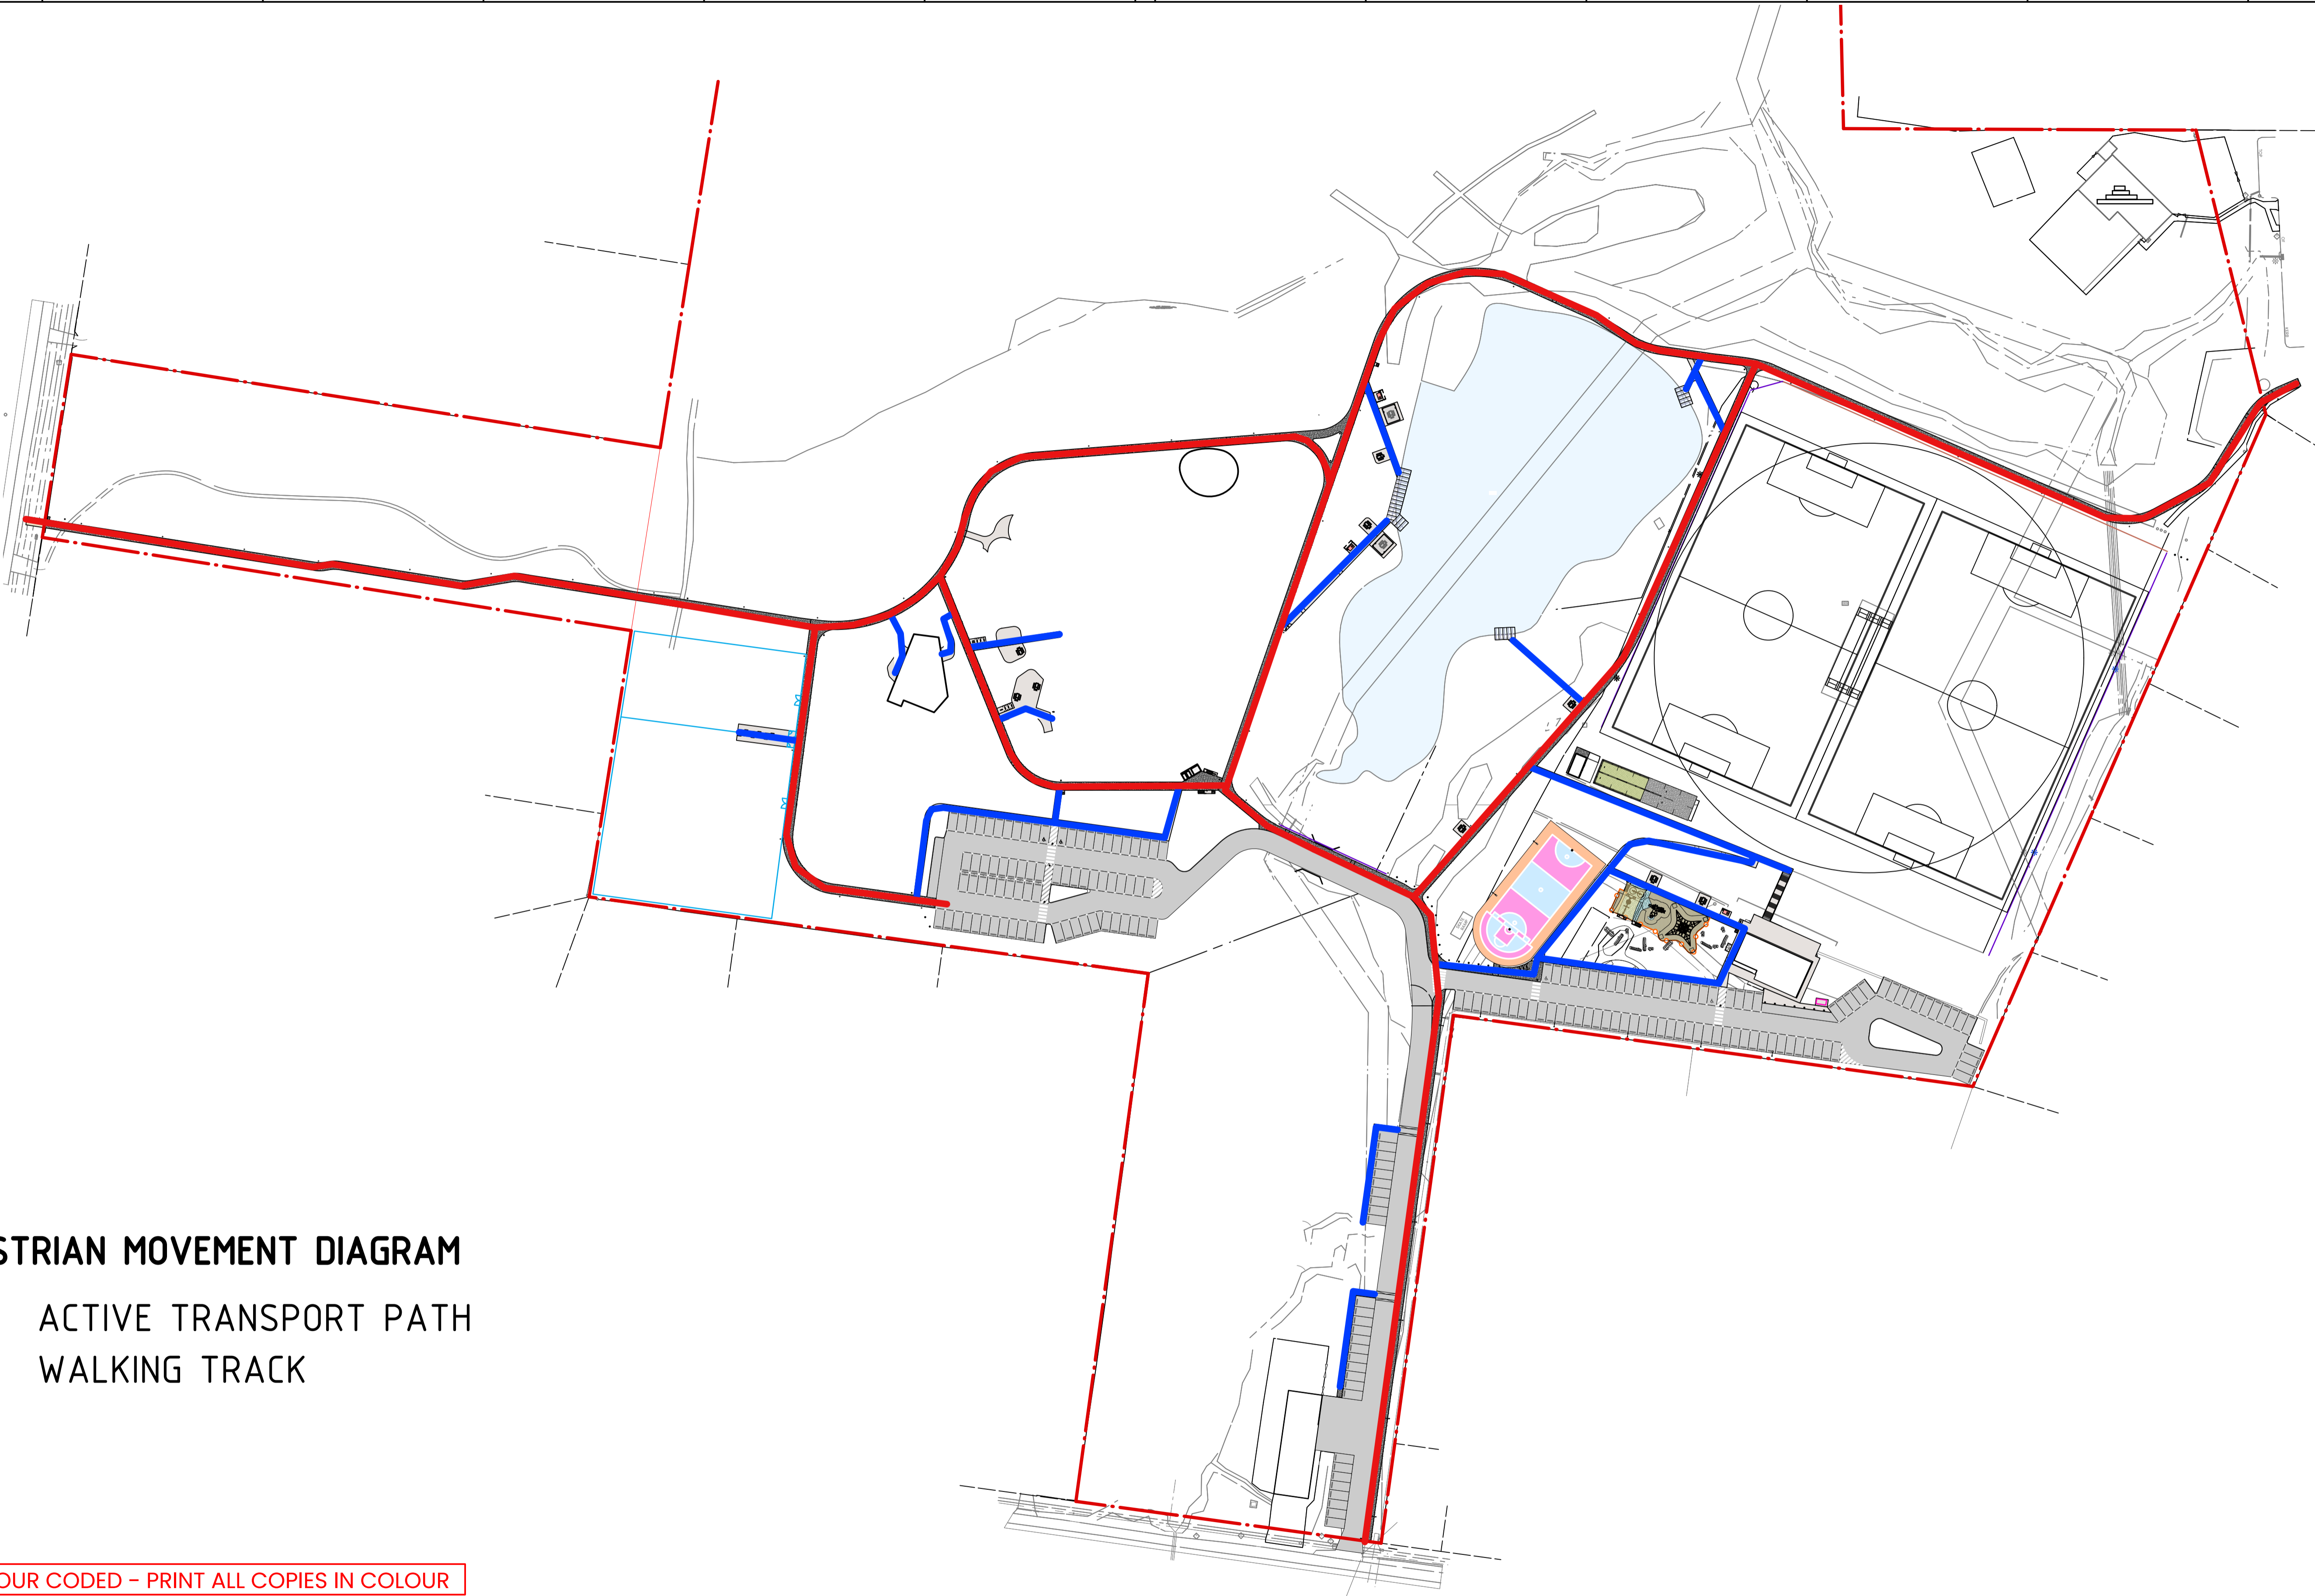 STRIAN MOVEMENT DIAGRAM
ACTIVE TRANSPORT PATH
WALKING TRACK
OUR CODED - PRINT ALL COPIES IN COLOUR